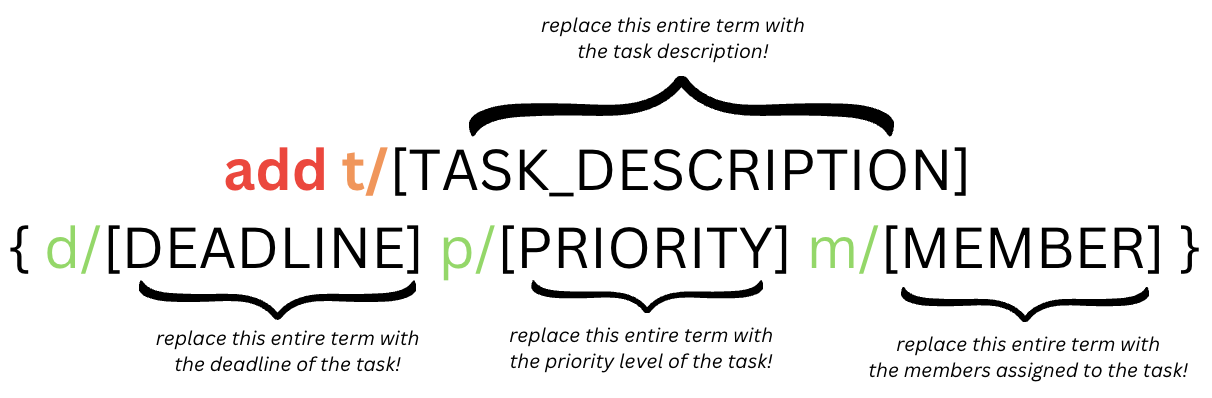 replace this entire term with
the task description!
add t/[TASK_DESCRIPTION]
{ d/[DEADLINE] p/[PRIORITY] m/[MEMBER] }
replace this entire term with
the deadline of the task!
replace this entire term with
the priority level of the task!
replace this entire term with
the members assigned to the task!